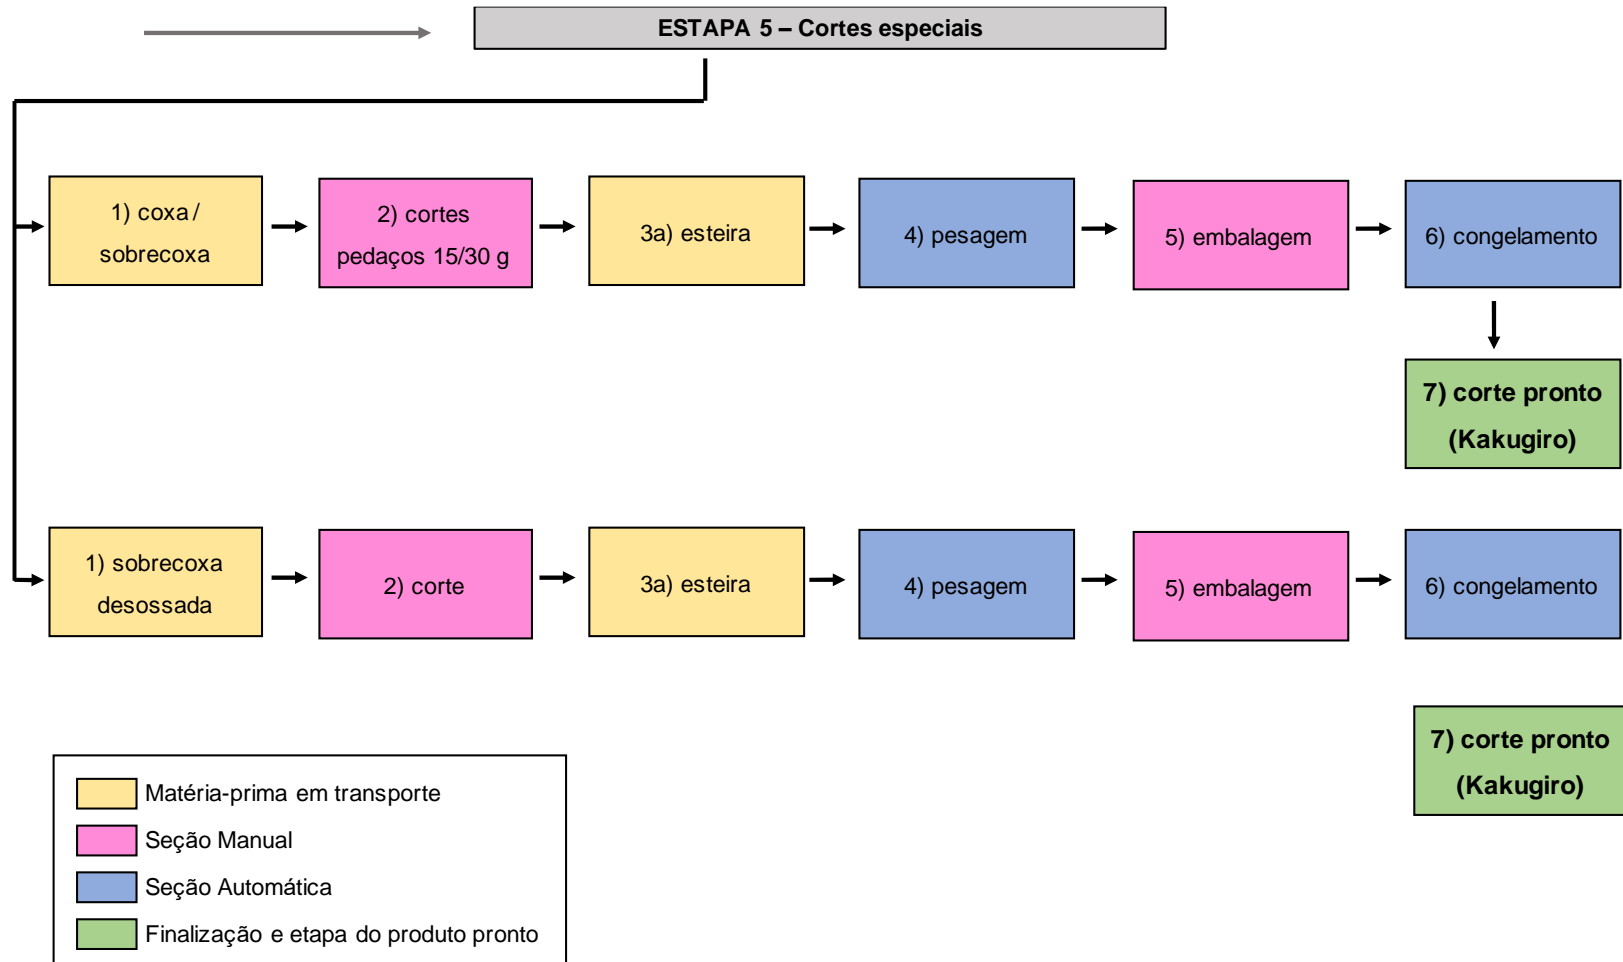 ESTAPA 5 – Cortes especiais
1) coxa /
sobrecoxa
2) cortes
pedaços 15/30 g
3a) esteira
4) pesagem
5) embalagem
6) congelamento
7) corte pronto
(Kakugiro)
1) sobrecoxa
desossada
2) corte
3a) esteira
4) pesagem
5) embalagem
6) congelamento
7) corte pronto
(Kakugiro)
Matéria-prima em transporte
Seção Manual
Seção Automática
Finalização e etapa do produto pronto